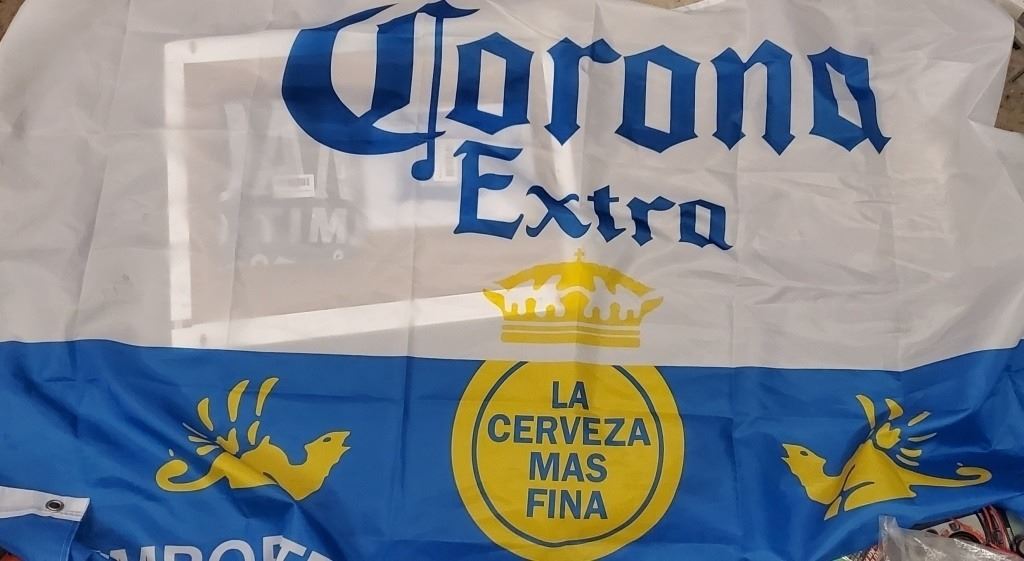 Corona
Extra
LA
CERVEZA
MAS
FINA